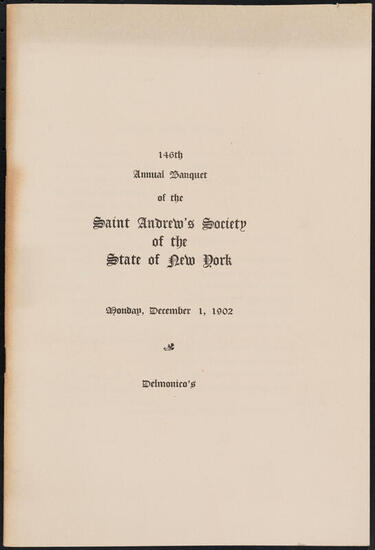 146th
Annual Banquet
of the
Saint Andrew's Society
of the
State of New York
Monday, December 1, 1902
Delmonico's